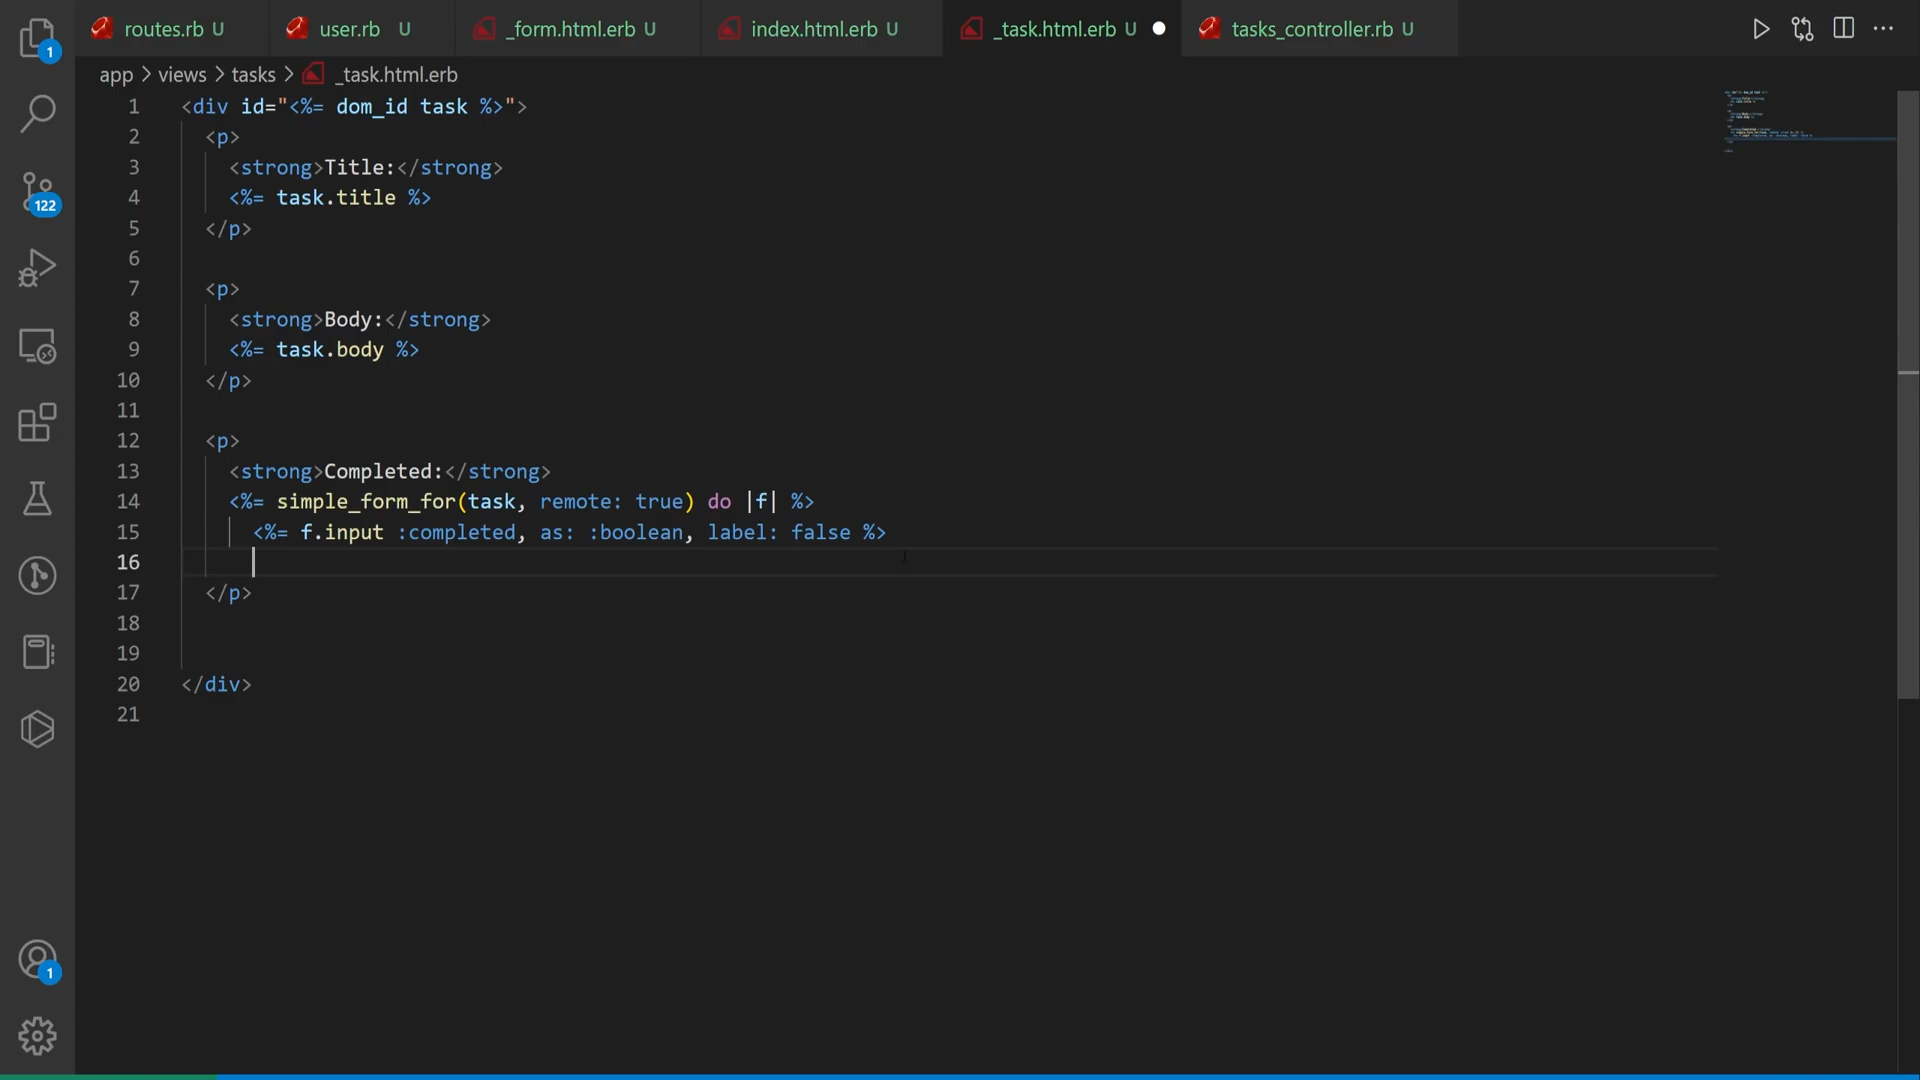 routes.rb U
user.rb U
_form.html.erb U
index.html.erb U
_task.html.erb U
tasks_controller.rb U
app > views > tasks > _task.html.erb
1 <div id="<%= dom_id task %>">
2 <p>
3 <strong>Title:</strong>
4 <%= task.title %>
5 </p>
6
7 <p>
8 <strong>Body:</strong>
9 <%= task.body %>
10 </p>
11
12 <p>
13 <strong>Completed:</strong>
14 <%= simple_form_for(task, remote: true) do |f| %>
15 <%= f.input :completed, as: :boolean, label: false %>
16
17 </p>
18
19
20 </div>
21
1
122
1